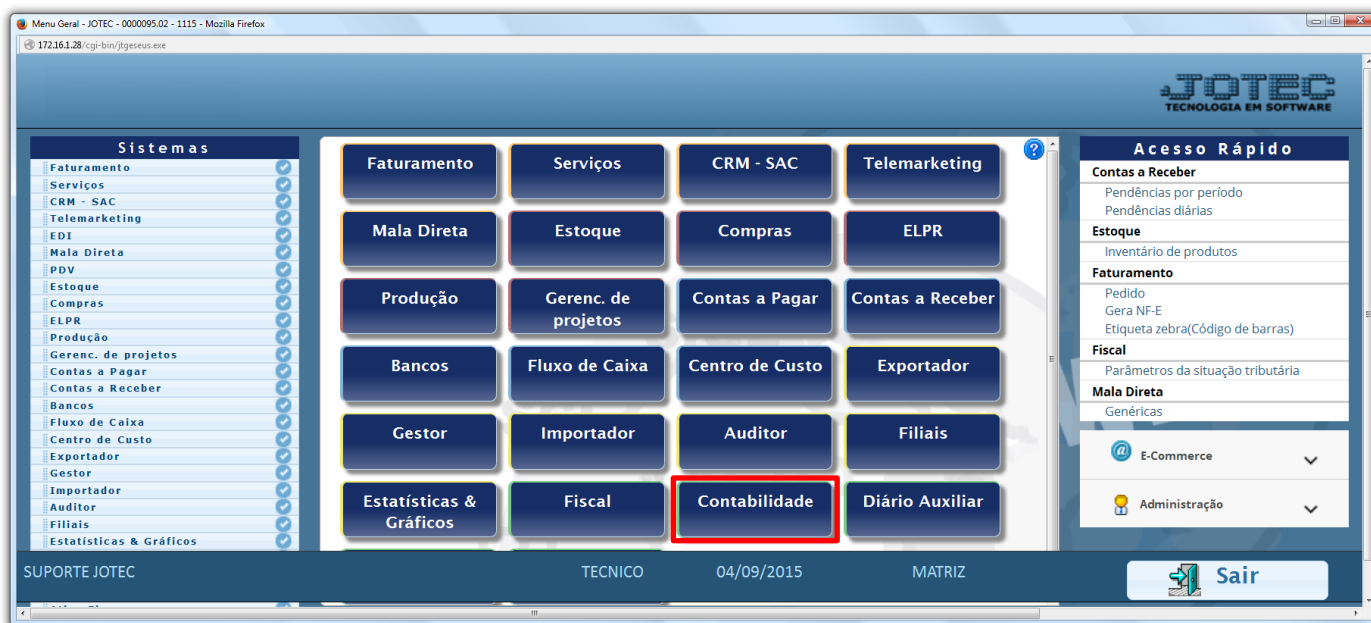 Menu Geral - JOTEC - 0000095.02 - 1115 - Mozilla Firefox
172.16.1.28/cgi-bin/jtgeseus.exe
JOTEC
TECNOLOGIA EM SOFTWARE
Sistemas
Faturamento
Serviços
CRM - SAC
Telemarketing
EDI
Mala Direta
PDV
Estoque
Compras
ELPR
Produção
Gerenc. de projetos
Contas a Pagar
Contas a Receber
Bancos
Fluxo de Caixa
Centro de Custo
Exportador
Gestor
Importador
Auditor
Filiais
Estatísticas & Gráficos
Faturamento
Serviços
CRM - SAC
Telemarketing
Mala Direta
Estoque
Compras
ELPR
Produção
Gerenc. de
projetos
Contas a Pagar
Contas a Receber
Bancos
Fluxo de Caixa
Centro de Custo
Exportador
Gestor
Importador
Auditor
Filiais
Estatísticas &
Gráficos
Fiscal
Contabilidade
Diário Auxiliar
?
Acesso Rápido
Contas a Receber
Pendências por período
Pendências diárias
Estoque
Inventário de produtos
Faturamento
Pedido
Gera NF-E
Etiqueta zebra(Código de barras)
Fiscal
Parâmetros da situação tributária
Mala Direta
Genéricas
@ E-Commerce
Administração
SUPORTE JOTEC
TECNICO
04/09/2015
MATRIZ
Sair